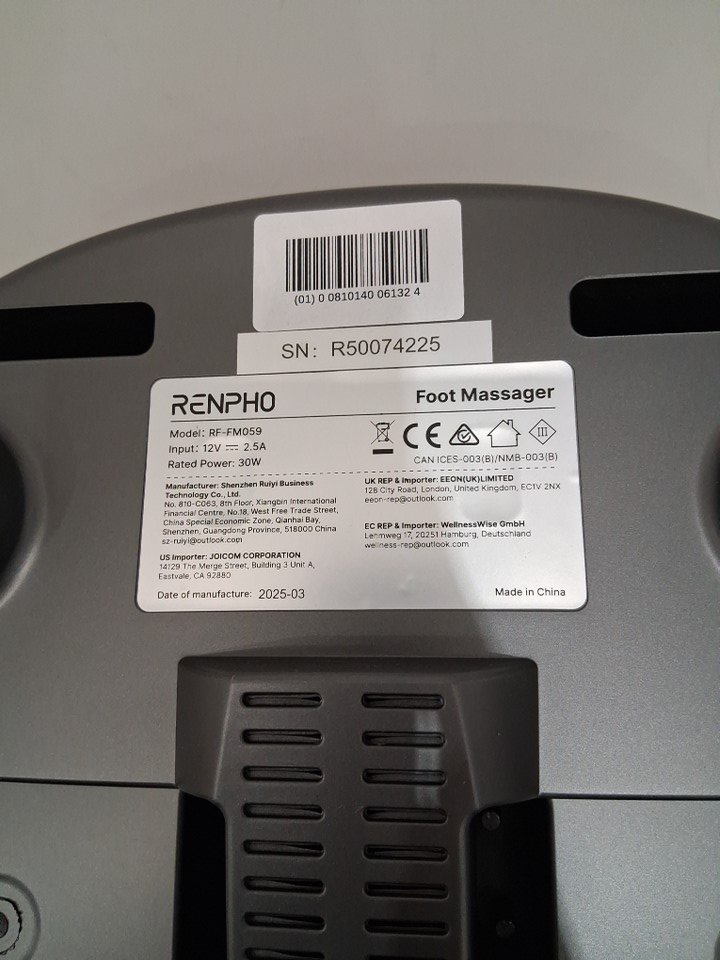 (01) 0 0810140 06132 4
SN: R50074225
RENPHO
Foot Massager
Model: RF-FM059
Input: 12V ⎓ 2.5A
Rated Power: 30W
CAN ICES-003(B)/NMB-003(B)
Manufacturer: Shenzhen Ruiyi Business
Technology Co., Ltd.
No. 810-C063, 8th Floor, Xiangbin International
Financial Centre, No.18, West Free Trade Street,
China Special Economic Zone, Qianhai Bay,
Shenzhen, Guangdong Province, 518000 China
sz-ruiyi@outlook.com
US Importer: JOICOM CORPORATION
14129 The Merge Street, Building 3 Unit A,
Eastvale, CA 92880
Date of manufacture: 2025-03
UK REP & Importer: EEON(UK)LIMITED
128 City Road, London, United Kingdom, EC1V 2NX
eeon-rep@outlook.com
EC REP & Importer: WellnessWise GmbH
Lehmweg 17, 20251 Hamburg, Deutschland
wellness-rep@outlook.com
Made in China